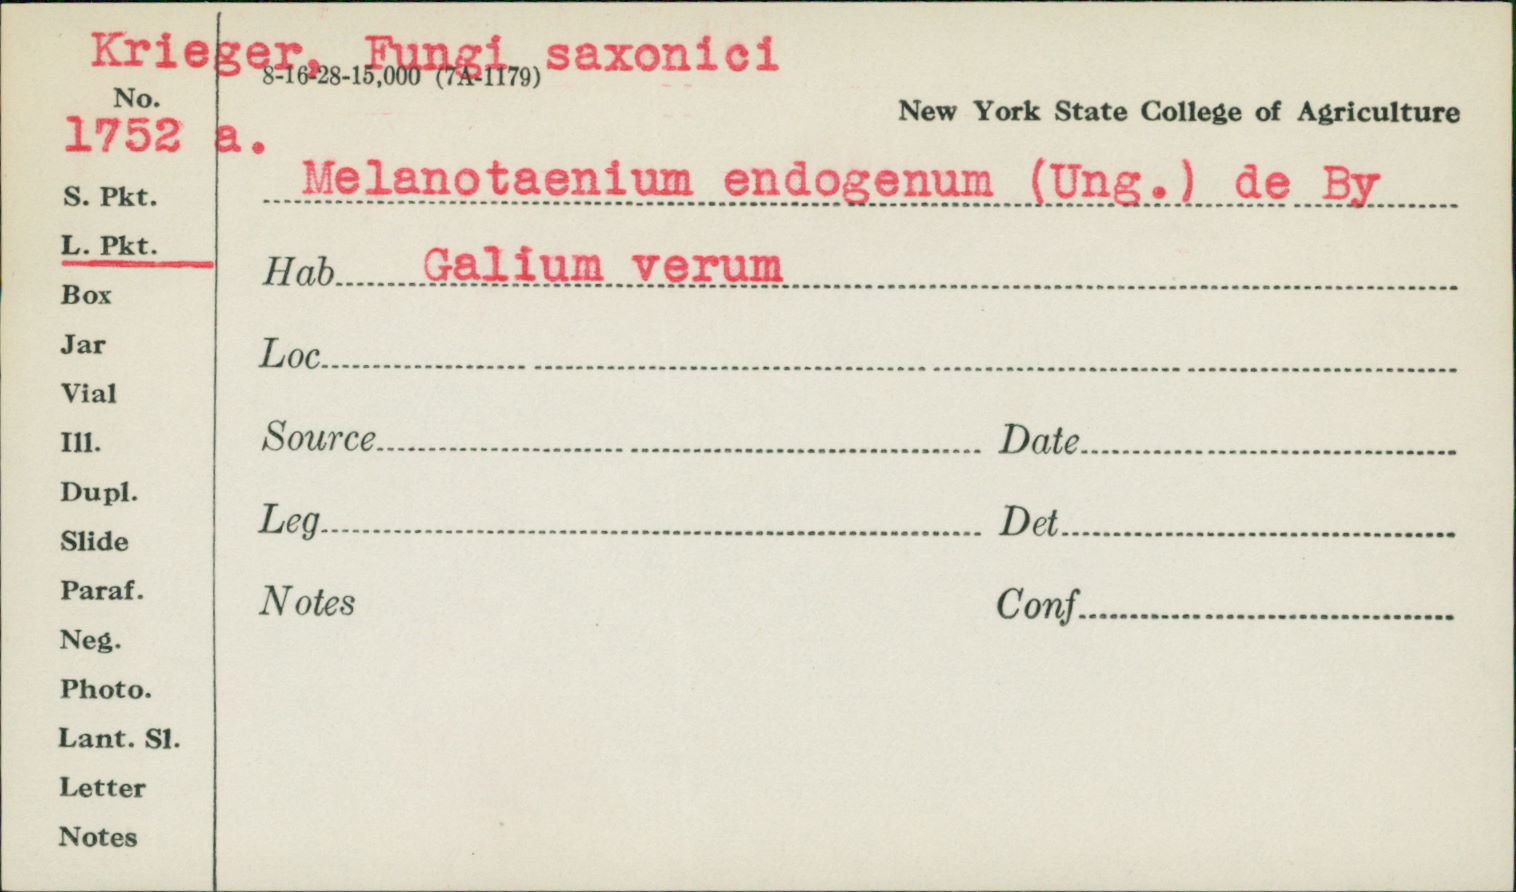 Krieger, Fungi saxonici
8-16-28-15,000 (7A-1179)
No.
New York State College of Agriculture
1752 a.
Melanotaenium endogenum (Ung.) de By
S. Pkt.
L. Pkt.
Hab. Galium verum
Box
Jar
Loc.
Vial
Ill.
Source Date
Dupl.
Leg. Det.
Slide
Paraf.
Notes Conf.
Neg.
Photo.
Lant. Sl.
Letter
Notes